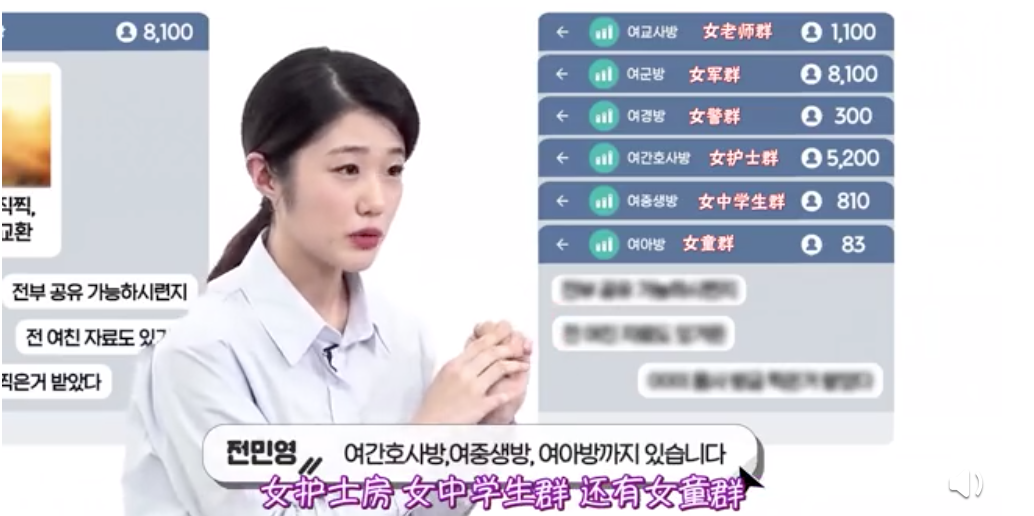 8,100
직찍,
교환
전부 공유 가능하시련지
전 여친 자료도 있
찍은거 받았다
여교사방 女老师群 1,100
여군방 女军群 8,100
여경방 女警群 300
여간호사방 女护士群 5,200
여중생방 女中学生群 810
여아방 女童群 83
전민영 여간호사방,여중생방, 여아방까지 있습니다
女护士房 女中学生群 还有女童群